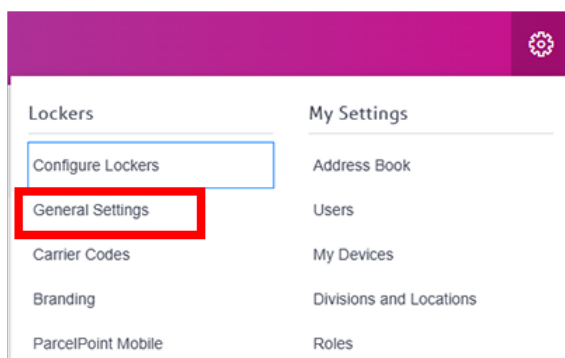 Lockers
Configure Lockers
General Settings
Carrier Codes
Branding
ParcelPoint Mobile
My Settings
Address Book
Users
My Devices
Divisions and Locations
Roles